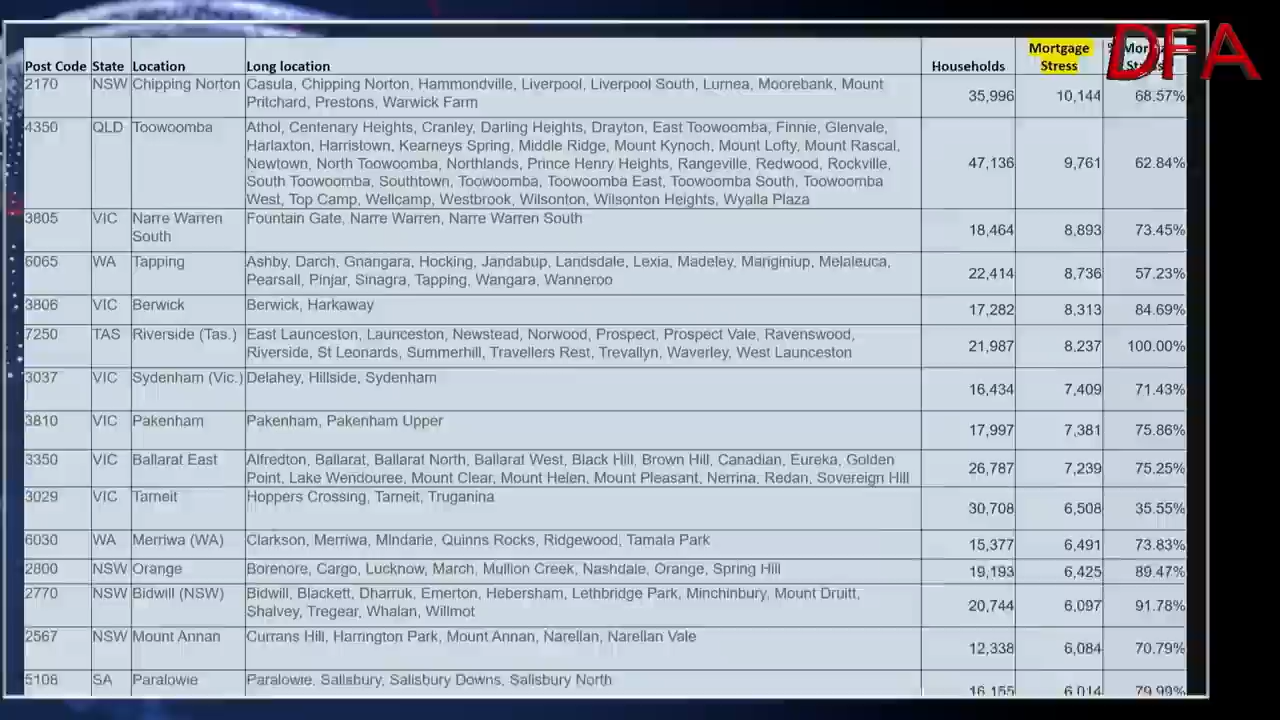 DFA
Mortgage
Post Code State Location Long location Households Stress
2170 NSW Chipping Norton Casula, Chipping Norton, Hammondville, Liverpool, Liverpool South, Lurnea, Moorebank, Mount 35,996 10,144 68.57%
Pritchard, Prestons, Warwick Farm
4350 QLD Toowoomba Athol, Centenary Heights, Cranley, Darling Heights, Drayton, East Toowoomba, Finnie, Glenvale, 47,136 9,761 62.84%
Harlaxton, Harristown, Kearneys Spring, Middle Ridge, Mount Kynoch, Mount Lofty, Mount Rascal,
Newtown, North Toowoomba, Northlands, Prince Henry Heights, Rangeville, Redwood, Rockville,
South Toowoomba, Southtown, Toowoomba, Toowoomba East, Toowoomba South, Toowoomba
West, Top Camp, Wellcamp, Westbrook, Wilsonton, Wilsonton Heights, Wyalla Plaza
3805 VIC Narre Warren Fountain Gate, Narre Warren, Narre Warren South 18,464 8,893 73.45%
South
6065 WA Tapping Ashby, Darch, Gnangara, Hocking, Jandabup, Landsdale, Lexia, Madeley, Mariginiup, Melaleuca, 22,414 8,736 57.23%
Pearsall, Pinjar, Sinagra, Tapping, Wangara, Wanneroo
3806 VIC Berwick Berwick, Harkaway 17,282 8,313 84.69%
7250 TAS Riverside (Tas.) East Launceston, Launceston, Newstead, Norwood, Prospect, Prospect Vale, Ravenswood, 21,987 8,237 100.00%
Riverside, St Leonards, Summerhill, Travellers Rest, Trevallyn, Waverley, West Launceston
3037 VIC Sydenham (Vic.) Delahey, Hillside, Sydenham 16,434 7,409 71.43%
3810 VIC Pakenham Pakenham, Pakenham Upper 17,997 7,381 75.86%
3350 VIC Ballarat East Alfredton, Ballarat, Ballarat North, Ballarat West, Black Hill, Brown Hill, Canadian, Eureka, Golden 26,787 7,239 75.25%
Point, Lake Wendouree, Mount Clear, Mount Helen, Mount Pleasant, Nerrina, Redan, Sovereign Hill
3029 VIC Tarneit Hoppers Crossing, Tarneit, Truganina 30,708 6,508 35.55%
6030 WA Merriwa (WA) Clarkson, Merriwa, MIndarie, Quinns Rocks, Ridgewood, Tamala Park 15,377 6,491 73.83%
2800 NSW Orange Borenore, Cargo, Lucknow, March, Mullion Creek, Nashdale, Orange, Spring Hill 19,193 6,425 89.47%
2770 NSW Bidwill (NSW) Bidwill, Blackett, Dharruk, Emerton, Hebersham, Lethbridge Park, Minchinbury, Mount Druitt, 20,744 6,097 91.78%
Shalvey, Tregear, Whalan, Willmot
2567 NSW Mount Annan Currans Hill, Harrington Park, Mount Annan, Narellan, Narellan Vale 12,338 6,084 70.79%
5108 SA Paralowie Paralowie, Salisbury, Salisbury Downs, Salisbury North 16,155 6,014 79.99%